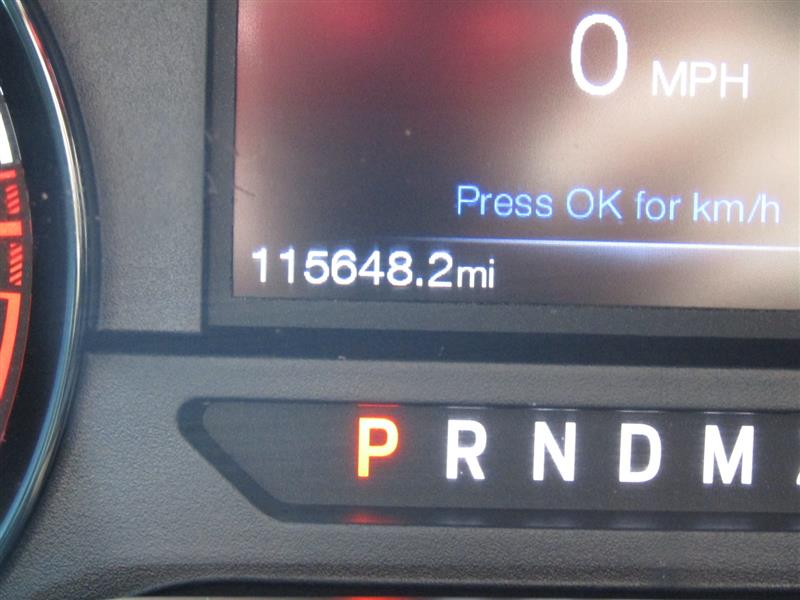 0 MPH
Press OK for km/h
115648.2mi
P R N D M